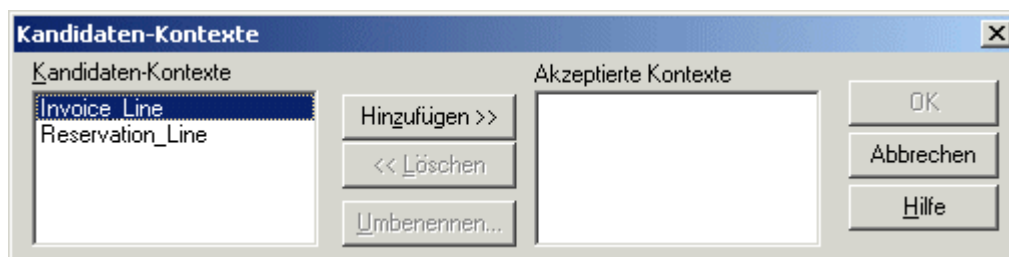 Kandidaten-Kontexte
Kandidaten-Kontexte
Invoice_Line
Reservation_Line
Hinzufügen >>
<< Löschen
Umbenennen...
Akzeptierte Kontexte
OK
Abbrechen
Hilfe